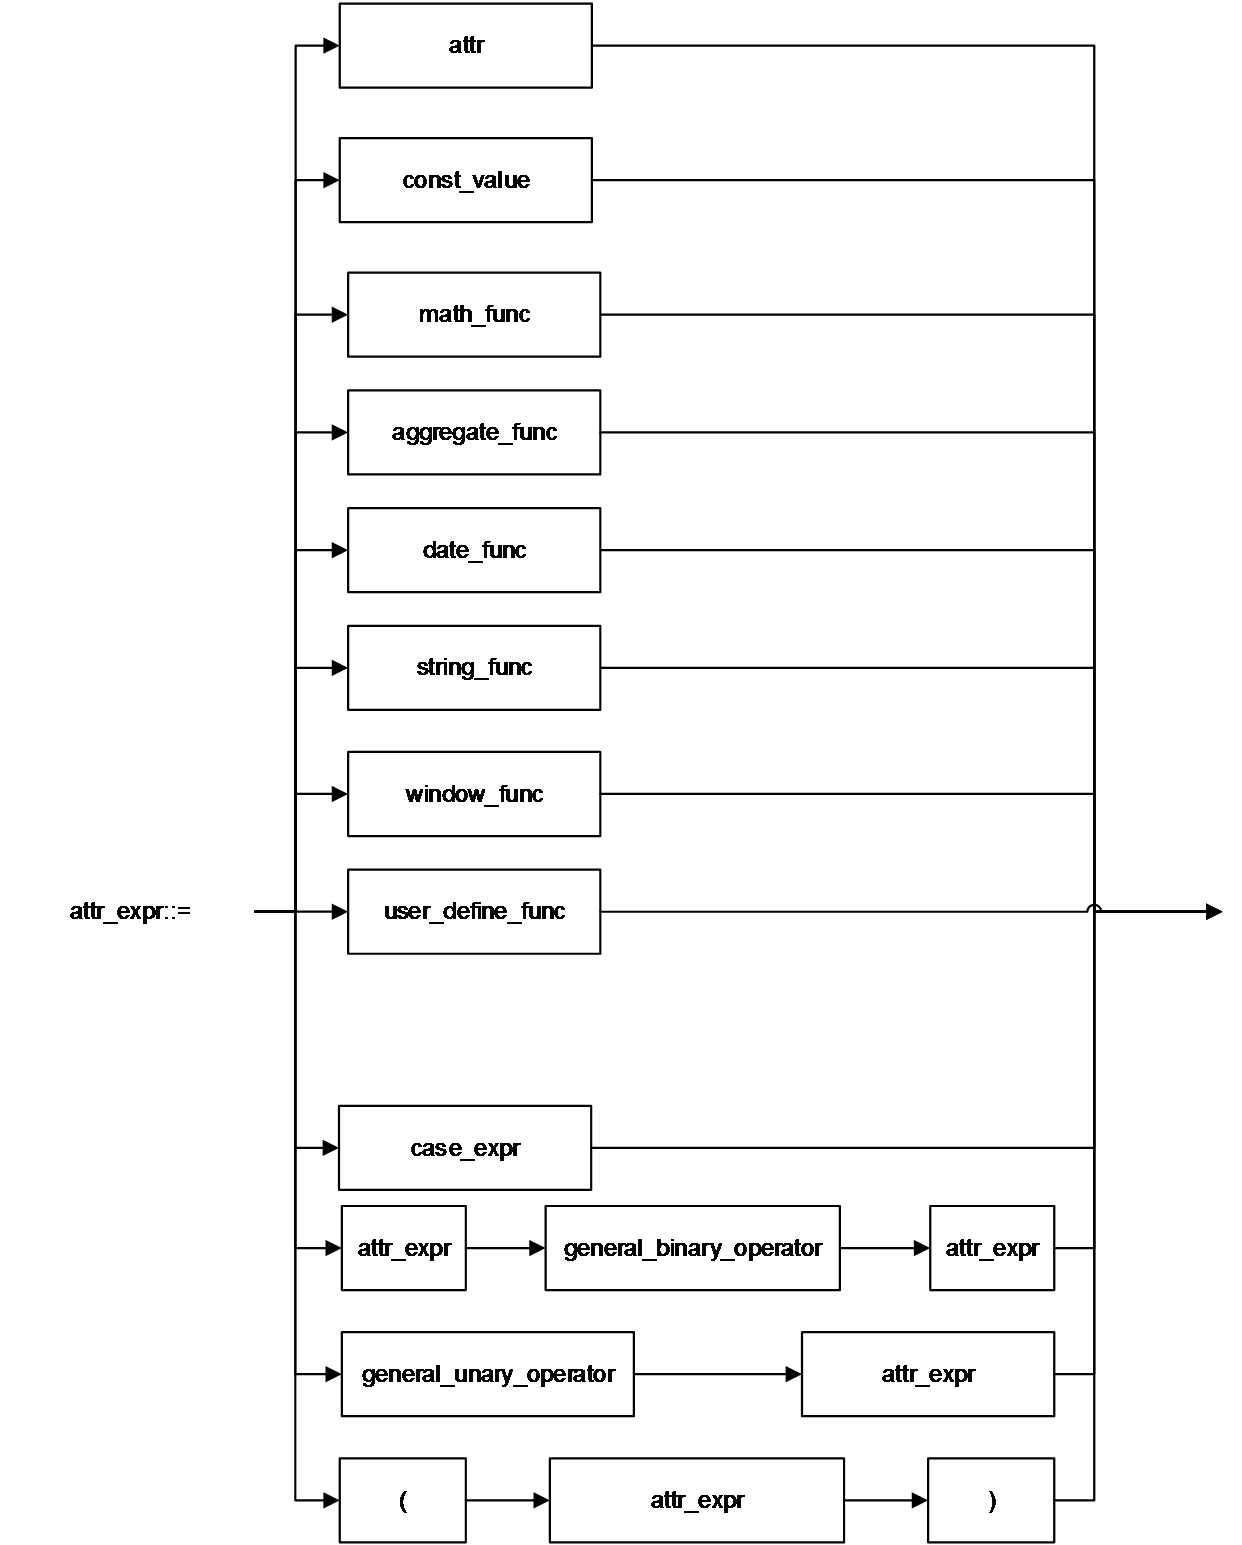 attr
const_value
math_func
aggregate_func
date_func
string_func
window_func
attr_expr::= user_define_func
case_expr
attr_expr general_binary_operator attr_expr
general_unary_operator attr_expr
( attr_expr )